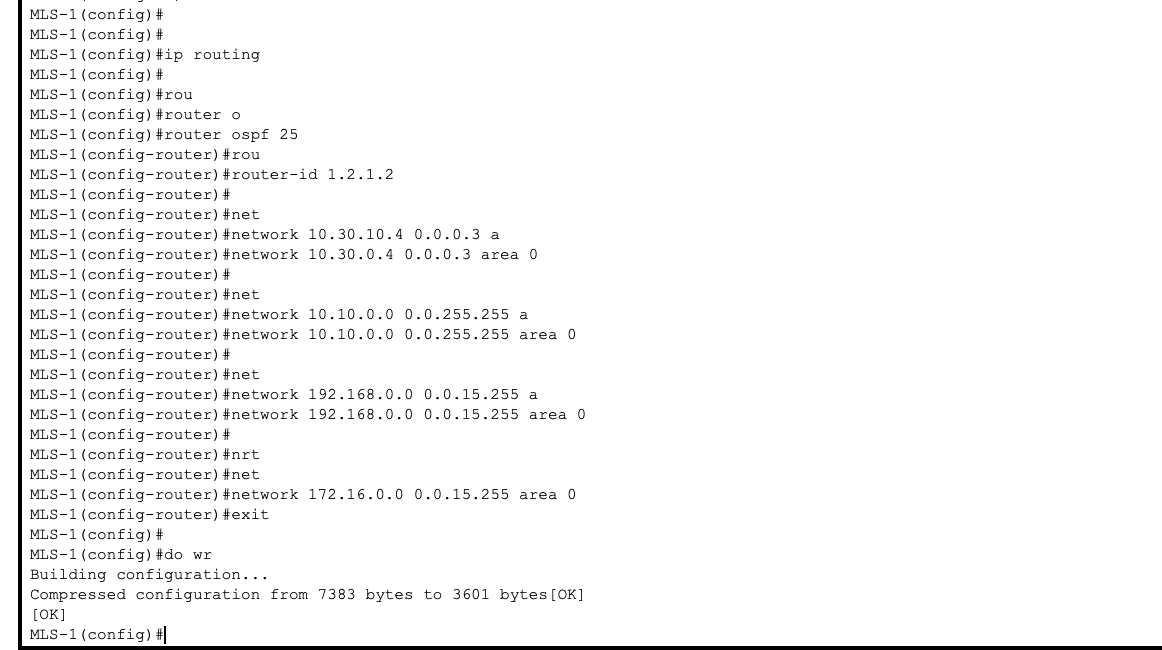 MLS-1(config)#
MLS-1(config)#
MLS-1(config)#ip routing
MLS-1(config)#
MLS-1(config)#rou
MLS-1(config)#router o
MLS-1(config)#router ospf 25
MLS-1(config-router)#rou
MLS-1(config-router)#router-id 1.2.1.2
MLS-1(config-router)#
MLS-1(config-router)#net
MLS-1(config-router)#network 10.30.10.4 0.0.0.3 a
MLS-1(config-router)#network 10.30.0.4 0.0.0.3 area 0
MLS-1(config-router)#
MLS-1(config-router)#net
MLS-1(config-router)#network 10.10.0.0 0.0.255.255 a
MLS-1(config-router)#network 10.10.0.0 0.0.255.255 area 0
MLS-1(config-router)#
MLS-1(config-router)#net
MLS-1(config-router)#network 192.168.0.0 0.0.15.255 a
MLS-1(config-router)#network 192.168.0.0 0.0.15.255 area 0
MLS-1(config-router)#
MLS-1(config-router)#nrt
MLS-1(config-router)#net
MLS-1(config-router)#network 172.16.0.0 0.0.15.255 area 0
MLS-1(config-router)#exit
MLS-1(config)#
MLS-1(config)#do wr
Building configuration...
Compressed configuration from 7383 bytes to 3601 bytes[OK]
[OK]
MLS-1(config)#